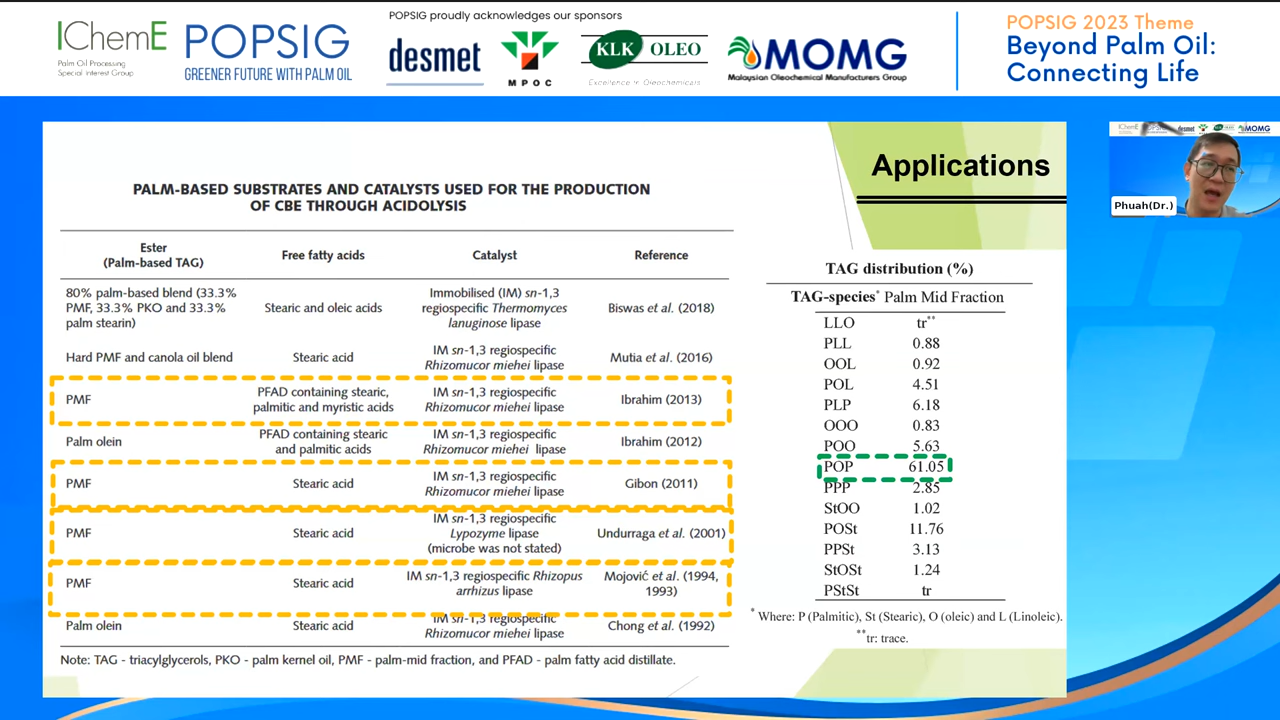 IChemE
Palm Oil Processing
Special Interest Group
POPSIG
GREENER FUTURE WITH PALM OIL
POPSIG proudly acknowledges our sponsors
desmet
MPOC
KLK OLEO
Excellence in Oleochemicals
MOMG
Malaysian Oleochemical Manufacturers Group
POPSIG 2023 Theme
Beyond Palm Oil:
Connecting Life
Applications
PALM-BASED SUBSTRATES AND CATALYSTS USED FOR THE PRODUCTION
OF CBE THROUGH ACIDOLYSIS
Ester
(Palm-based TAG) Free fatty acids Catalyst Reference
80% palm-based blend (33.3%
PMF, 33.3% PKO and 33.3%
palm stearin)
Stearic and oleic acids
Immobilised (IM) sn-1,3
regiospecific Thermomyces
lanuginose lipase
Biswas et al. (2018)
Hard PMF and canola oil blend
Stearic acid
IM sn-1,3 regiospecific
Rhizomucor miehei lipase
Mutia et al. (2016)
PMF
PFAD containing stearic,
palmitic and myristic acids
IM sn-1,3 regiospecific
Rhizomucor miehei lipase
Ibrahim (2013)
Palm olein
PFAD containing stearic
and palmitic acids
IM sn-1,3 regiospecific
Rhizomucor miehei lipase
Ibrahim (2012)
PMF
Stearic acid
IM sn-1,3 regiospecific
Rhizomucor miehei lipase
Gibon (2011)
PMF
Stearic acid
IM sn-1,3 regiospecific
Lypozyme lipase
(microbe was not stated)
Undurraga et al. (2001)
PMF
Stearic acid
IM sn-1,3 regiospecific Rhizopus
arrhizus lipase
Mojović et al. (1994,
1993)
Palm olein
Stearic acid
IM sn-1,3 regiospecific
Rhizomucor miehei lipase
Chong et al. (1992)
Note: TAG - triacylglycerols, PKO - palm kernel oil, PMF - palm-mid fraction, and PFAD - palm fatty acid distillate.
TAG distribution (%)
TAG-species* Palm Mid Fraction
LLO tr**
PLL 0.88
OOL 0.92
POL 4.51
PLP 6.18
OOO 0.83
POO 5.63
POP 61.05
PPP 2.85
StOO 1.02
POSt 11.76
PPSt 3.13
StOSt 1.24
PStSt tr
* Where: P (Palmitic), St (Stearic), O (oleic) and L (Linoleic).
**tr: trace.
IChemE POPSIG desmet KLK OLEO MOMG
Phuah(Dr.)